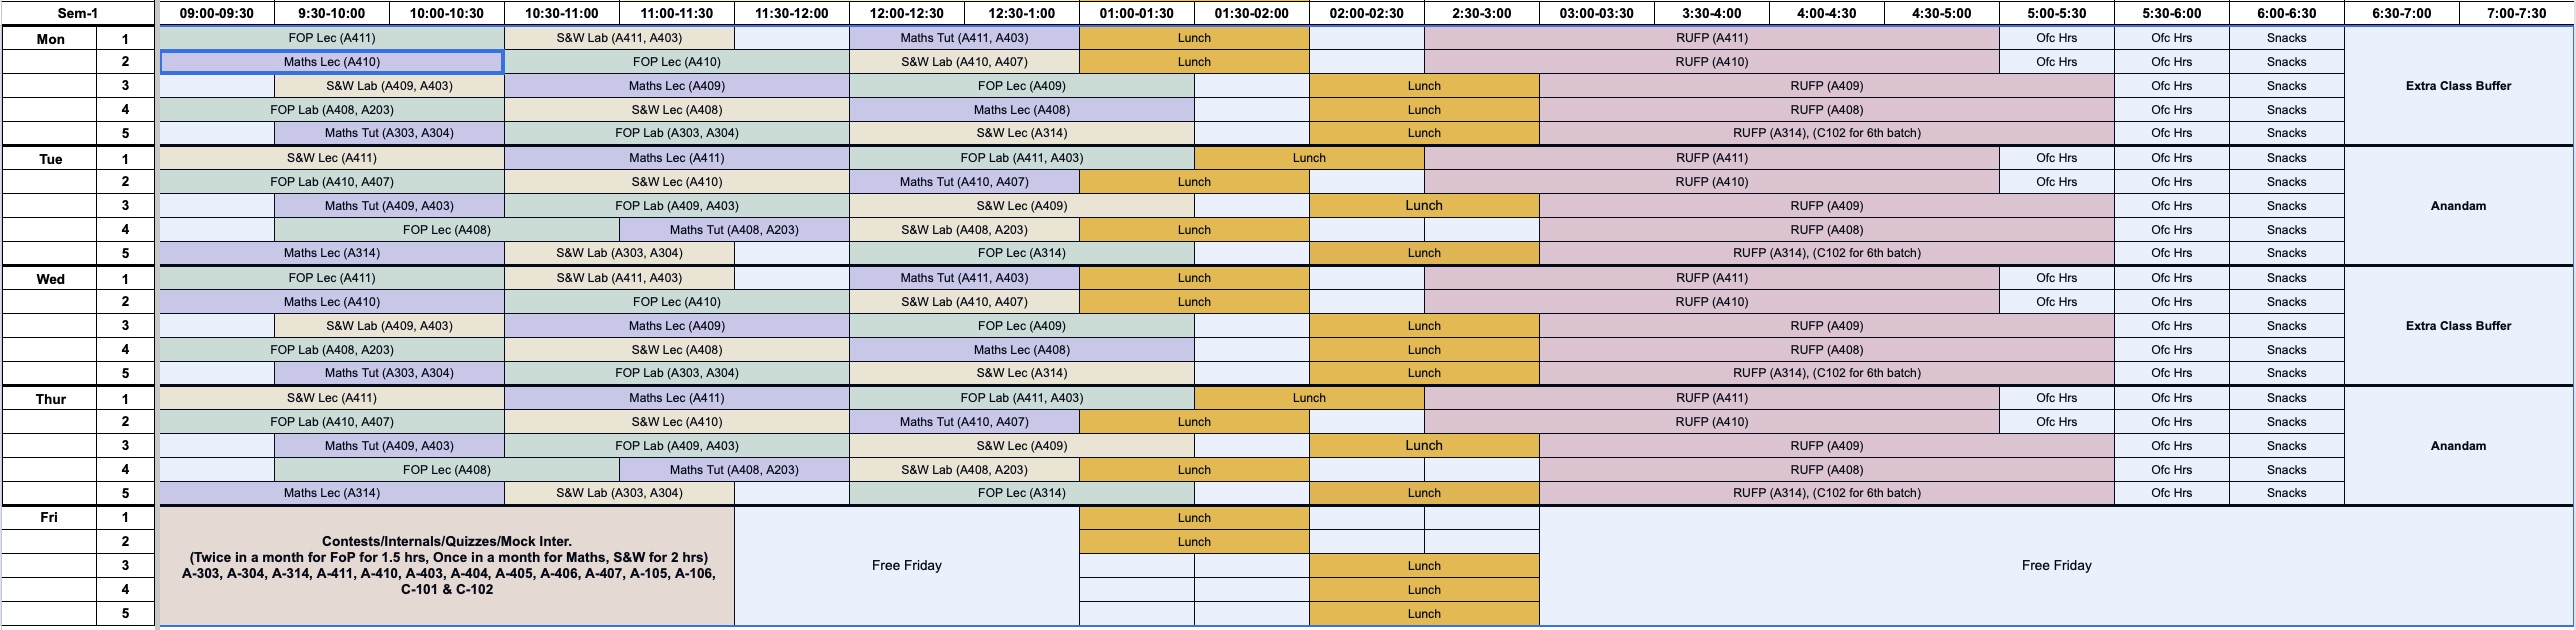 Sem-1 09:00-09:30 9:30-10:00 10:00-10:30 10:30-11:00 11:00-11:30 11:30-12:00 12:00-12:30 12:30-1:00 01:00-01:30 01:30-02:00 02:00-02:30 2:30-3:00 03:00-03:30 3:30-4:00 4:00-4:30 4:30-5:00 5:00-5:30 5:30-6:00 6:00-6:30 6:30-7:00 7:00-7:30
Mon 1 FOP Lec (A411) S&W Lab (A411, A403) Maths Tut (A411, A403) Lunch RUFP (A411) Ofc Hrs Ofc Hrs Snacks
2 Maths Lec (A410) FOP Lec (A410) S&W Lab (A410, A407) Lunch RUFP (A410) Ofc Hrs Ofc Hrs Snacks
3 S&W Lab (A409, A403) Maths Lec (A409) FOP Lec (A409) Lunch RUFP (A409) Ofc Hrs Snacks Extra Class Buffer
4 FOP Lab (A408, A203) S&W Lec (A408) Maths Lec (A408) Lunch RUFP (A408) Ofc Hrs Snacks
5 Maths Tut (A303, A304) FOP Lab (A303, A304) S&W Lec (A314) Lunch RUFP (A314), (C102 for 6th batch) Ofc Hrs Snacks
Tue 1 S&W Lec (A411) Maths Lec (A411) FOP Lab (A411, A403) Lunch RUFP (A411) Ofc Hrs Ofc Hrs Snacks
2 FOP Lab (A410, A407) S&W Lec (A410) Maths Tut (A410, A407) Lunch RUFP (A410) Ofc Hrs Ofc Hrs Snacks
3 Maths Tut (A409, A403) FOP Lab (A409, A403) S&W Lec (A409) Lunch RUFP (A409) Ofc Hrs Snacks Anandam
4 FOP Lec (A408) Maths Tut (A408, A203) S&W Lab (A408, A203) Lunch RUFP (A408) Ofc Hrs Snacks
5 Maths Lec (A314) S&W Lab (A303, A304) FOP Lec (A314) Lunch RUFP (A314), (C102 for 6th batch) Ofc Hrs Snacks
Wed 1 FOP Lec (A411) S&W Lab (A411, A403) Maths Tut (A411, A403) Lunch RUFP (A411) Ofc Hrs Ofc Hrs Snacks
2 Maths Lec (A410) FOP Lec (A410) S&W Lab (A410, A407) Lunch RUFP (A410) Ofc Hrs Ofc Hrs Snacks
3 S&W Lab (A409, A403) Maths Lec (A409) FOP Lec (A409) Lunch RUFP (A409) Ofc Hrs Snacks Extra Class Buffer
4 FOP Lab (A408, A203) S&W Lec (A408) Maths Lec (A408) Lunch RUFP (A408) Ofc Hrs Snacks
5 Maths Tut (A303, A304) FOP Lab (A303, A304) S&W Lec (A314) Lunch RUFP (A314), (C102 for 6th batch) Ofc Hrs Snacks
Thur 1 S&W Lec (A411) Maths Lec (A411) FOP Lab (A411, A403) Lunch RUFP (A411) Ofc Hrs Ofc Hrs Snacks
2 FOP Lab (A410, A407) S&W Lec (A410) Maths Tut (A410, A407) Lunch RUFP (A410) Ofc Hrs Ofc Hrs Snacks
3 Maths Tut (A409, A403) FOP Lab (A409, A403) S&W Lec (A409) Lunch RUFP (A409) Ofc Hrs Snacks Anandam
4 FOP Lec (A408) Maths Tut (A408, A203) S&W Lab (A408, A203) Lunch RUFP (A408) Ofc Hrs Snacks
5 Maths Lec (A314) S&W Lab (A303, A304) FOP Lec (A314) Lunch RUFP (A314), (C102 for 6th batch) Ofc Hrs Snacks
Fri 1 Lunch
2 Contests/Internals/Quizzes/Mock Inter. Lunch
(Twice in a month for FoP for 1.5 hrs, Once in a month for Maths, S&W for 2 hrs)
3 A-303, A-304, A-314, A-411, A-410, A-403, A-404, A-405, A-406, A-407, A-105, A-106, Free Friday Lunch Free Friday
4 C-101 & C-102 Lunch
5 Lunch